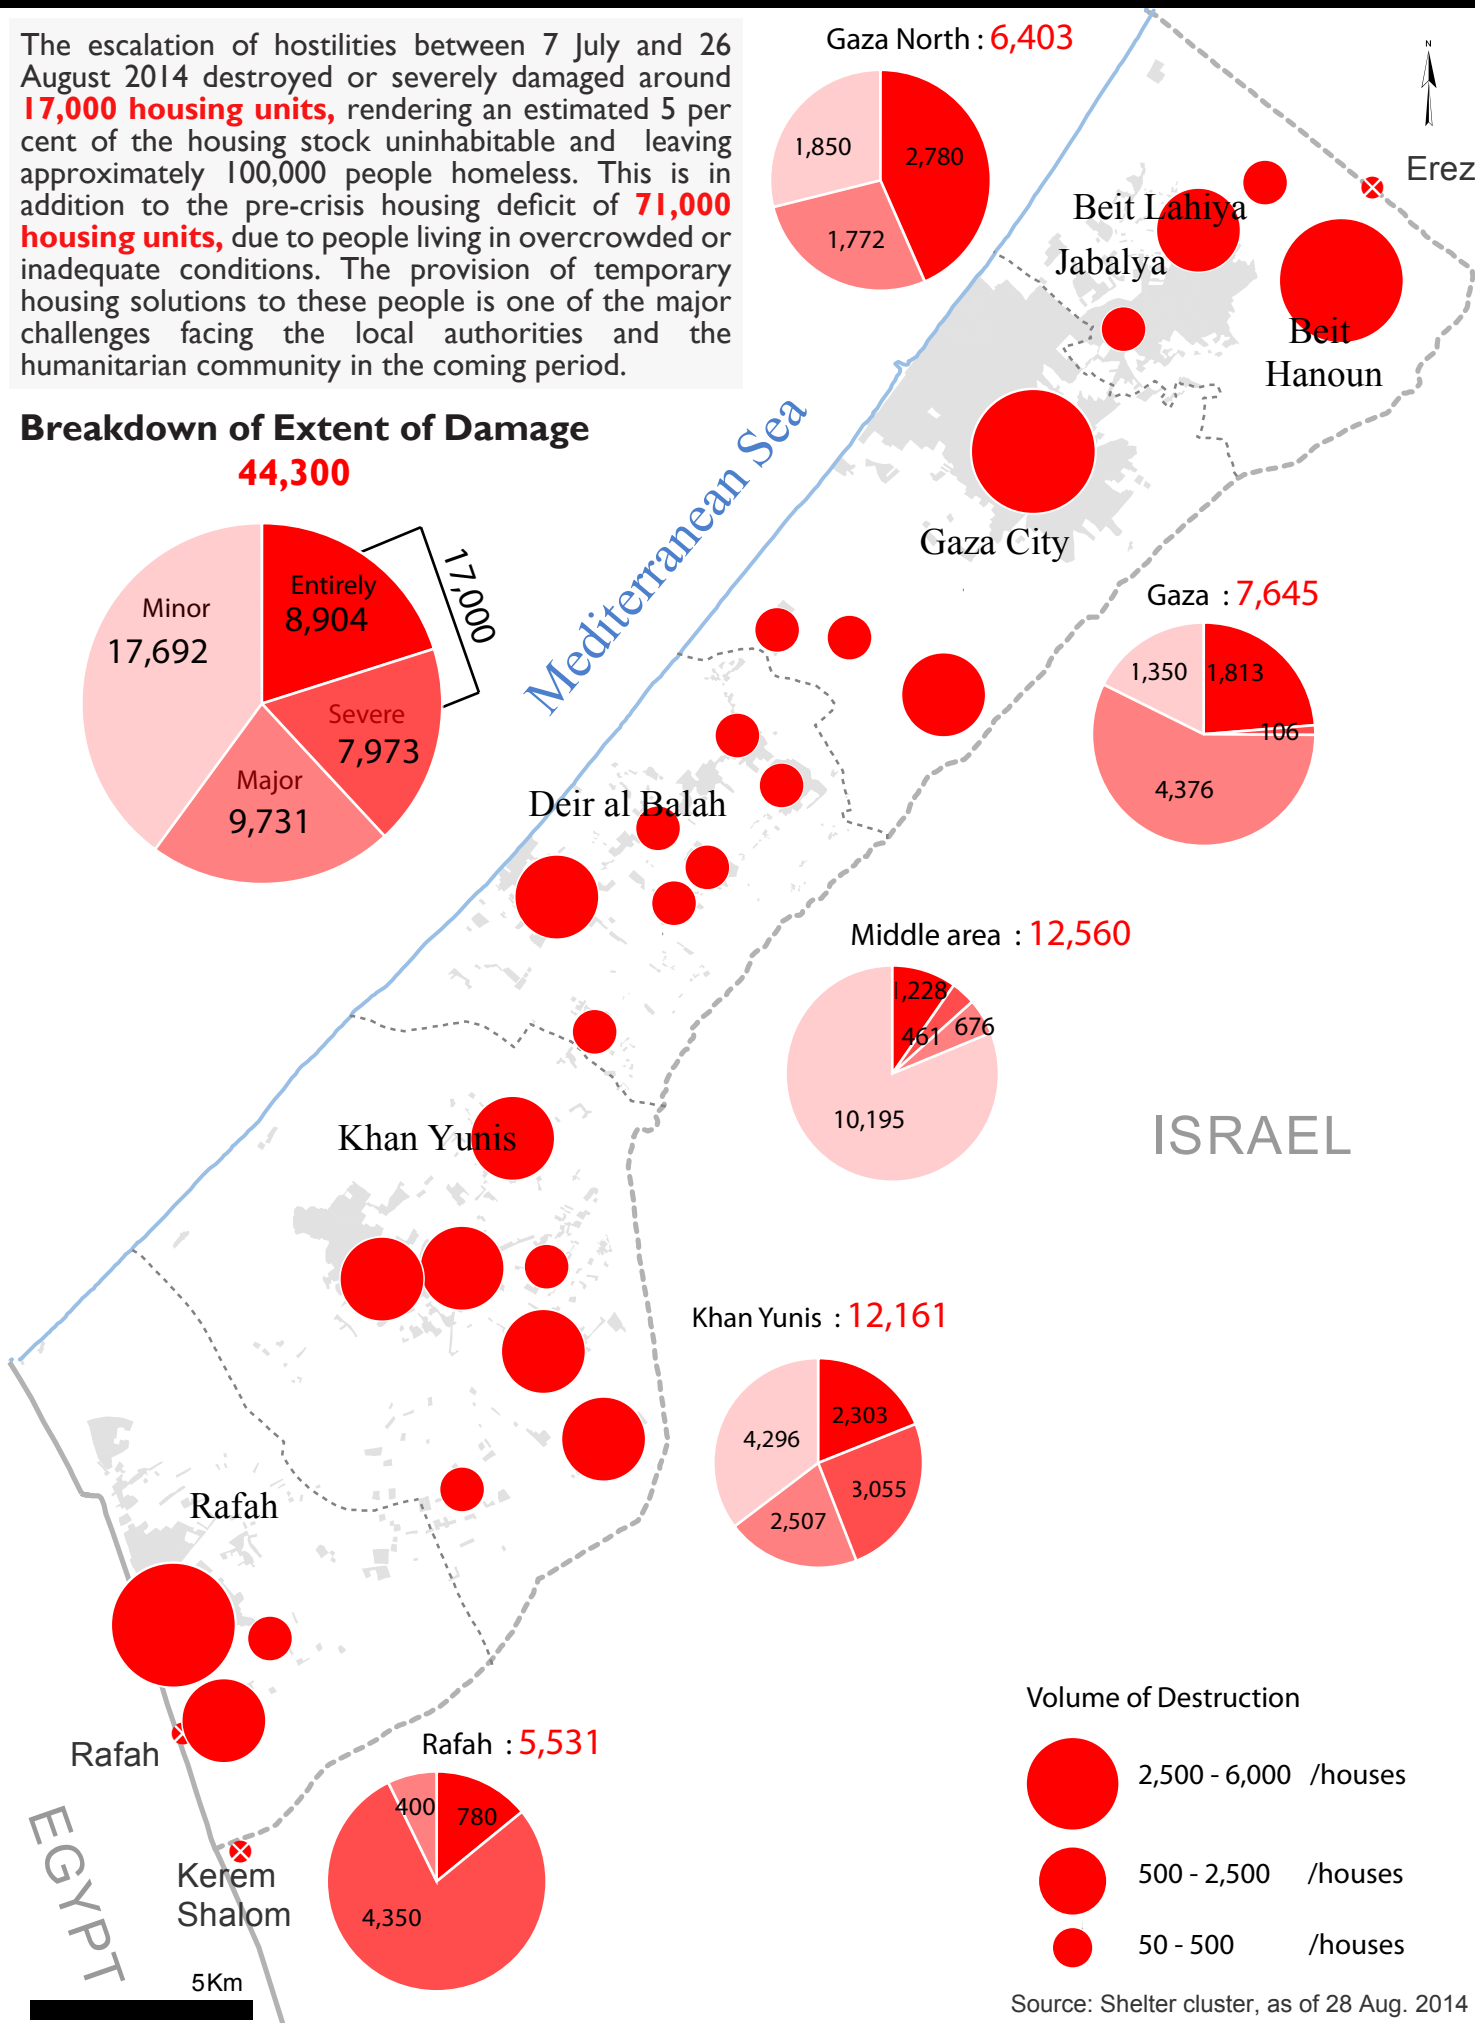 The escalation of hostilities between 7 July and 26
August 2014 destroyed or severely damaged around
17,000 housing units, rendering an estimated 5 per
cent of the housing stock uninhabitable and leaving
approximately 100,000 people homeless. This is in
addition to the pre-crisis housing deficit of 71,000
housing units, due to people living in overcrowded or
inadequate conditions. The provision of temporary
housing solutions to these people is one of the major
challenges facing the local authorities and the
humanitarian community in the coming period.
Breakdown of Extent of Damage
44,300
Minor
17,692
Entirely
8,904
17,000
Severe
7,973
Major
9,731
Gaza North : 6,403
1,850
2,780
1,772
N
Erez
Beit Lahiya
Jabalya
Beit
Hanoun
Mediterranean Sea
Gaza City
Gaza : 7,645
1,350
1,813
106
4,376
Deir al Balah
Middle area : 12,560
1,228
461
676
10,195
ISRAEL
Khan Yunis
Khan Yunis : 12,161
4,296
2,303
3,055
2,507
Rafah
Rafah
Rafah : 5,531
400
780
4,350
EGYPT
Kerem
Shalom
5Km
Volume of Destruction
2,500 - 6,000 /houses
500 - 2,500 /houses
50 - 500 /houses
Source: Shelter cluster, as of 28 Aug. 2014